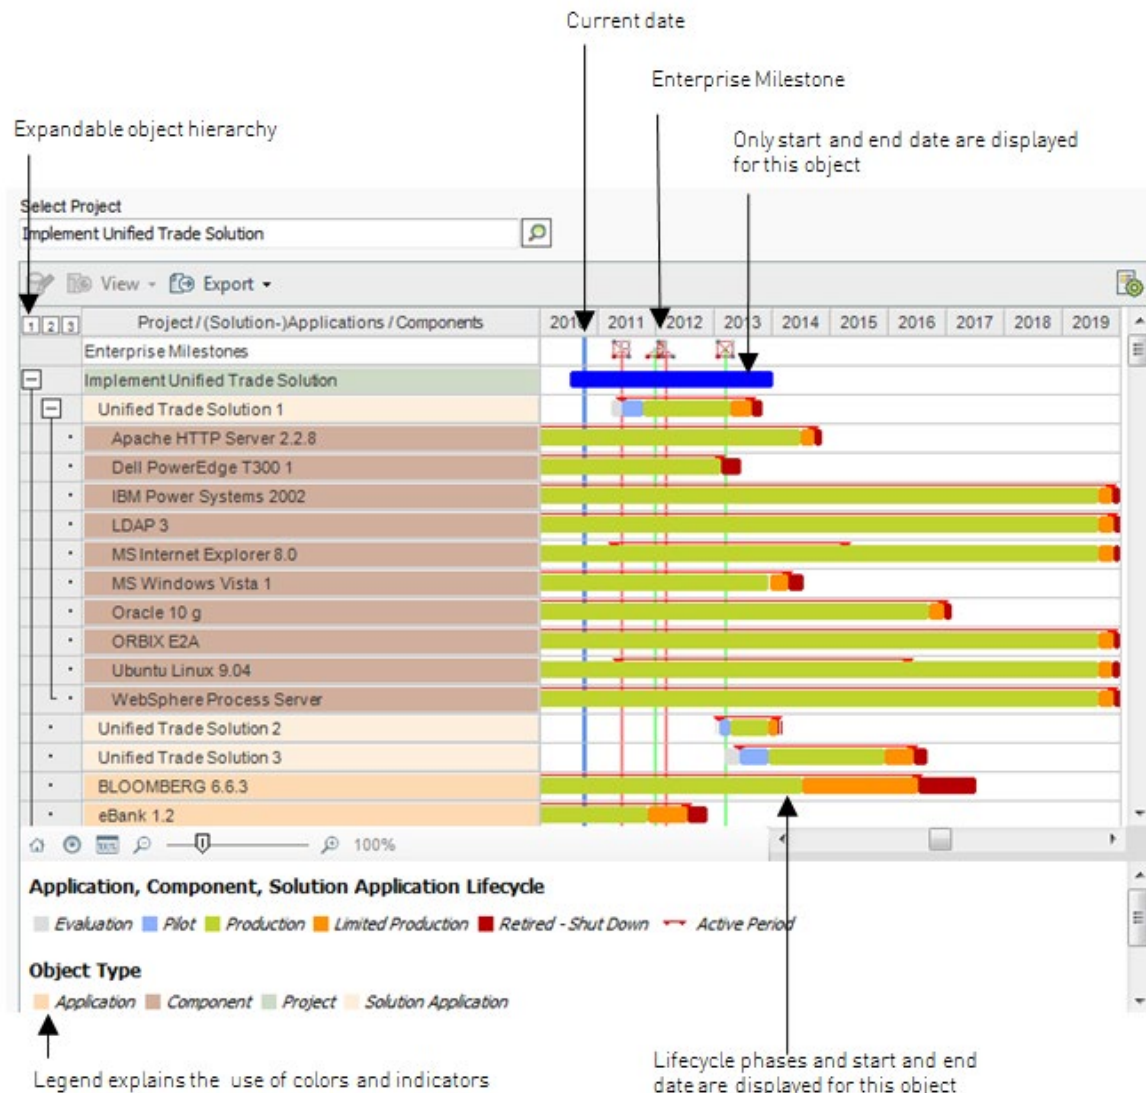 Current date
Enterprise Milestone
Expandable object hierarchy
Only start and end date are displayed
for this object
Select Project
Implement Unified Trade Solution
View Export
1 2 3 Project / (Solution-)Applications / Components 2010 2011 2012 2013 2014 2015 2016 2017 2018 2019
Enterprise Milestones
Implement Unified Trade Solution
Unified Trade Solution 1
Apache HTTP Server 2.2.8
Dell PowerEdge T300 1
IBM Power Systems 2002
LDAP 3
MS Internet Explorer 8.0
MS Windows Vista 1
Oracle 10 g
ORBIX E2A
Ubuntu Linux 9.04
WebSphere Process Server
Unified Trade Solution 2
Unified Trade Solution 3
BLOOMBERG 6.6.3
eBank 1.2
100%
Application, Component, Solution Application Lifecycle
Evaluation Pilot Production Limited Production Retired - Shut Down Active Period
Object Type
Application Component Project Solution Application
Legend explains the use of colors and indicators
Lifecycle phases and start and end
date are displayed for this object